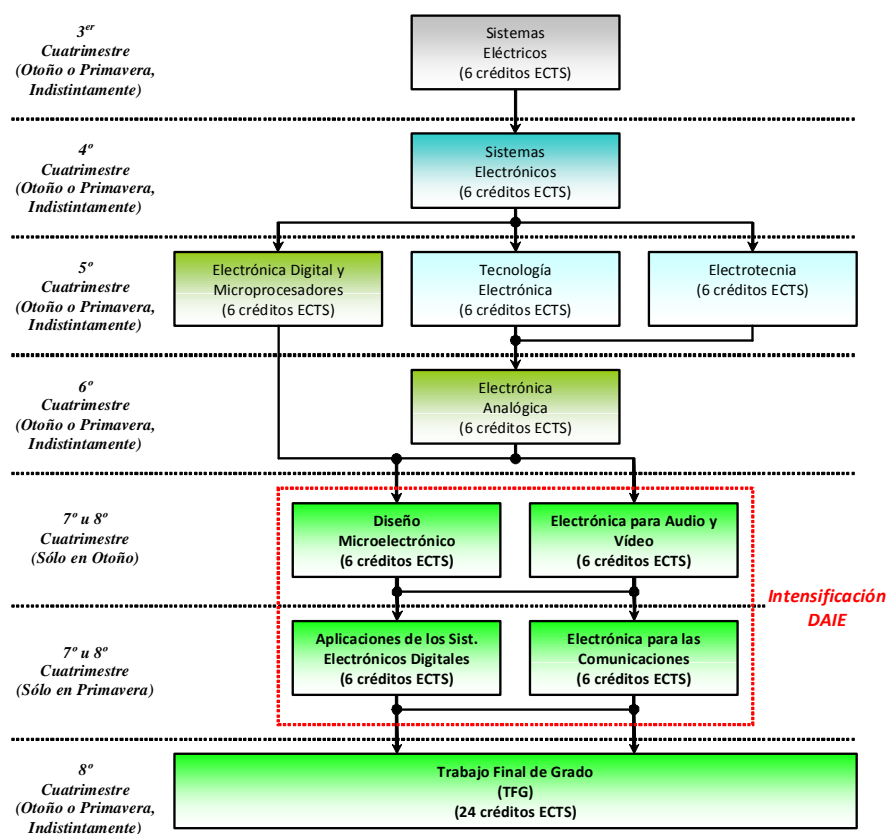 3er
Cuatrimestre
(Otoño o Primavera,
Indistintamente)
Sistemas
Eléctricos
(6 créditos ECTS)
4º
Cuatrimestre
(Otoño o Primavera,
Indistintamente)
Sistemas
Electrónicos
(6 créditos ECTS)
5º
Cuatrimestre
(Otoño o Primavera,
Indistintamente)
Electrónica Digital y
Microprocesadores
(6 créditos ECTS)
Tecnología
Electrónica
(6 créditos ECTS)
Electrotecnia
(6 créditos ECTS)
6º
Cuatrimestre
(Otoño o Primavera,
Indistintamente)
Electrónica
Analógica
(6 créditos ECTS)
7º u 8º
Cuatrimestre
(Sólo en Otoño)
Diseño
Microelectrónico
(6 créditos ECTS)
Electrónica para Audio y
Vídeo
(6 créditos ECTS)
Intensificación
DAIE
7º u 8º
Cuatrimestre
(Sólo en Primavera)
Aplicaciones de los Sist.
Electrónicos Digitales
(6 créditos ECTS)
Electrónica para las
Comunicaciones
(6 créditos ECTS)
8º
Cuatrimestre
(Otoño o Primavera,
Indistintamente)
Trabajo Final de Grado
(TFG)
(24 créditos ECTS)